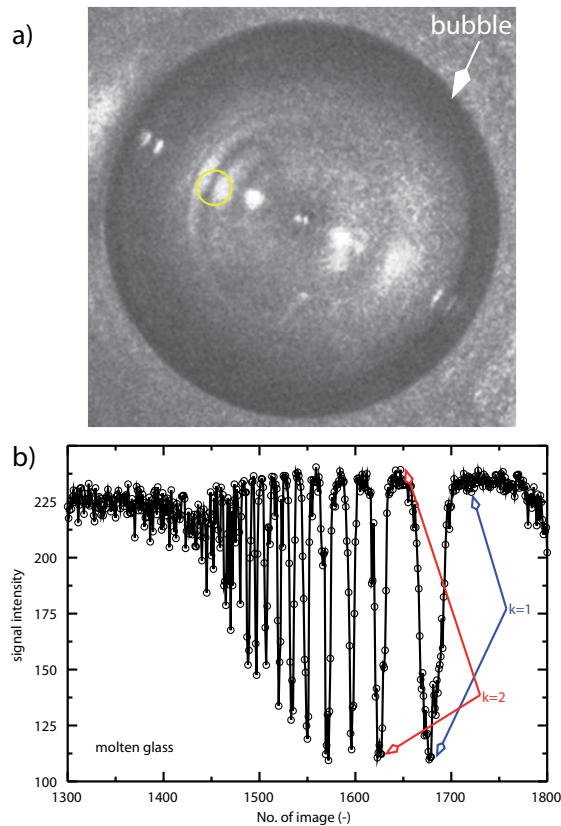 a)
bubble
b)
225
200
175
150
125
100
signal intensity
k=1
k=2
molten glass
1300
1400
1500
1600
1700
1800
No. of image (-)